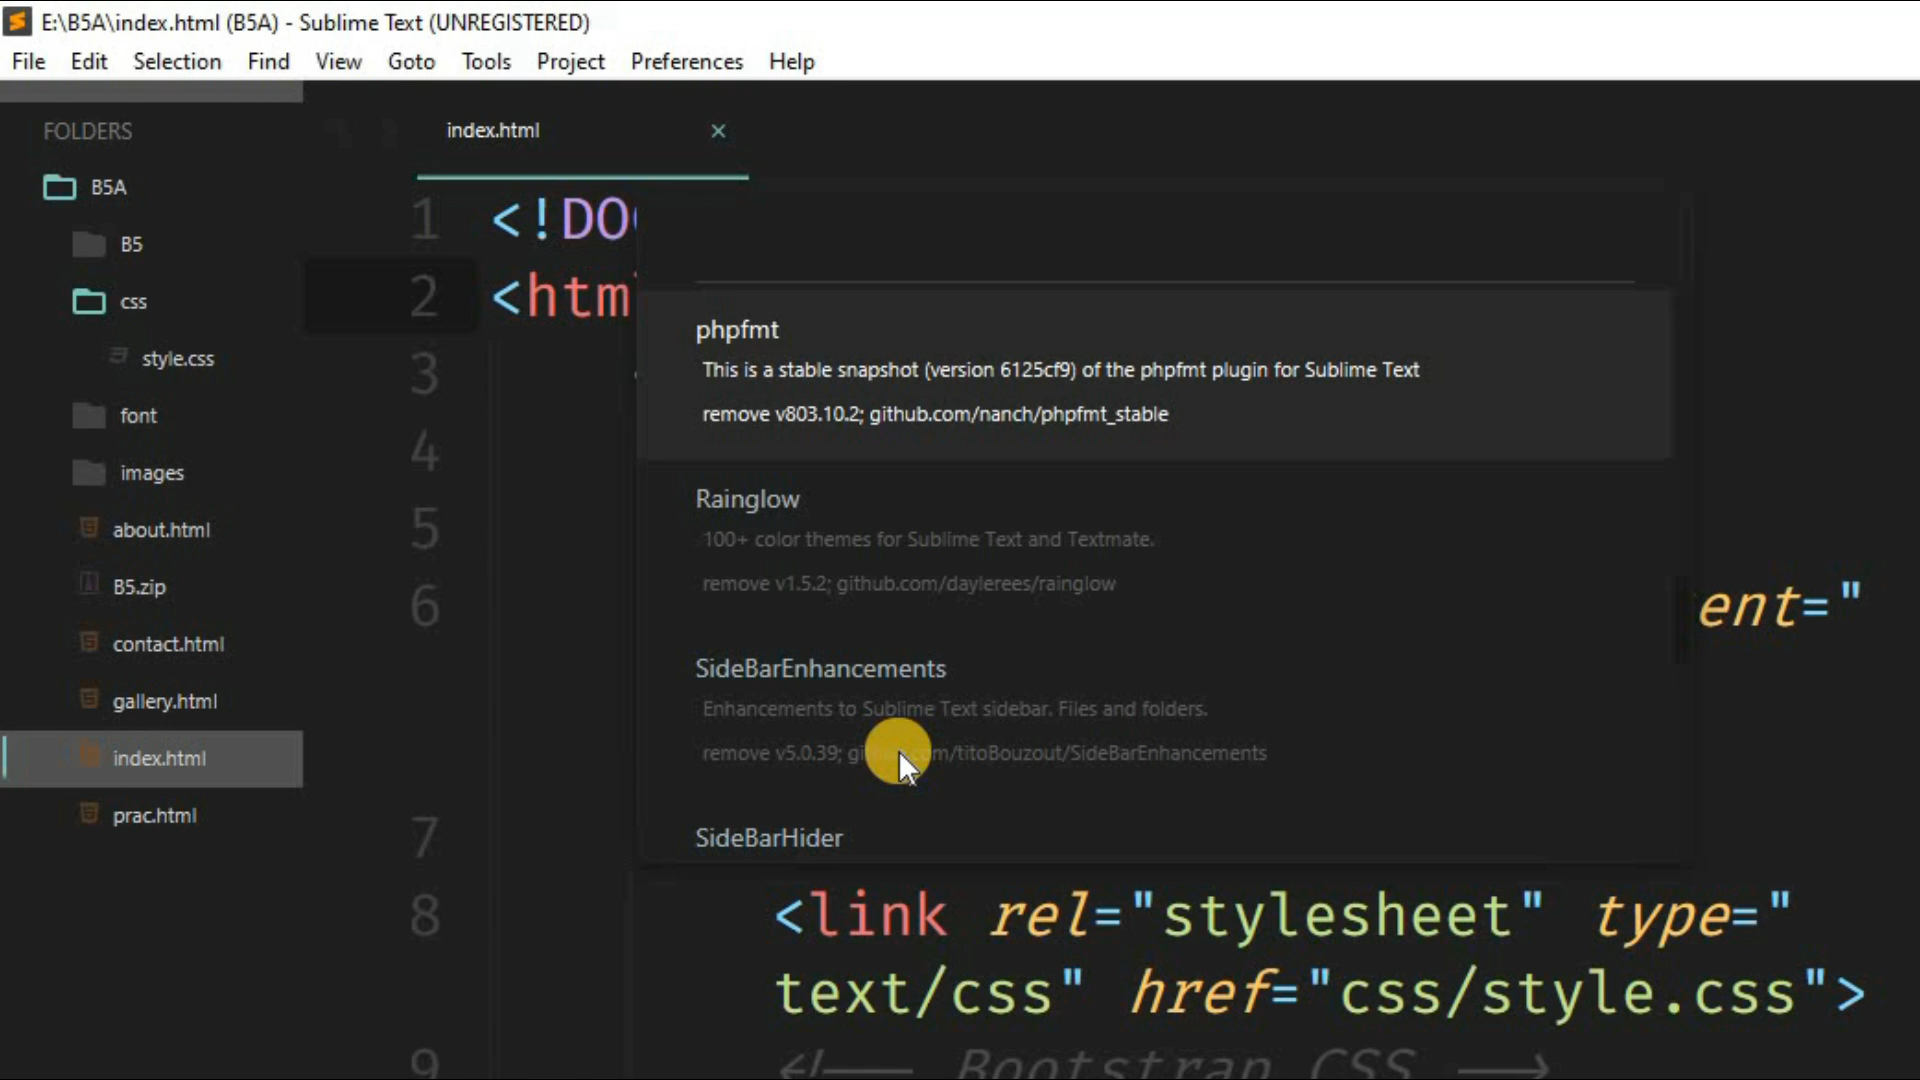 E:\B5A\index.html (B5A) - Sublime Text (UNREGISTERED)
File Edit Selection Find View Goto Tools Project Preferences Help
FOLDERS
B5A
B5
css
style.css
font
images
about.html
B5.zip
contact.html
gallery.html
index.html
prac.html
index.html
1 <!DO
2 <htm
3
4
5
6
ent="
7
8 <link rel="stylesheet" type="
text/css" href="css/style.css">
9 <!-- Bootstrap CSS -->
phpfmt
This is a stable snapshot (version 6125cf9) of the phpfmt plugin for Sublime Text
remove v803.10.2; github.com/nanch/phpfmt_stable
Rainglow
100+ color themes for Sublime Text and Textmate.
remove v1.5.2; github.com/daylerees/rainglow
SideBarEnhancements
Enhancements to Sublime Text sidebar. Files and folders.
remove v5.0.39; github.com/titoBouzout/SideBarEnhancements
SideBarHider